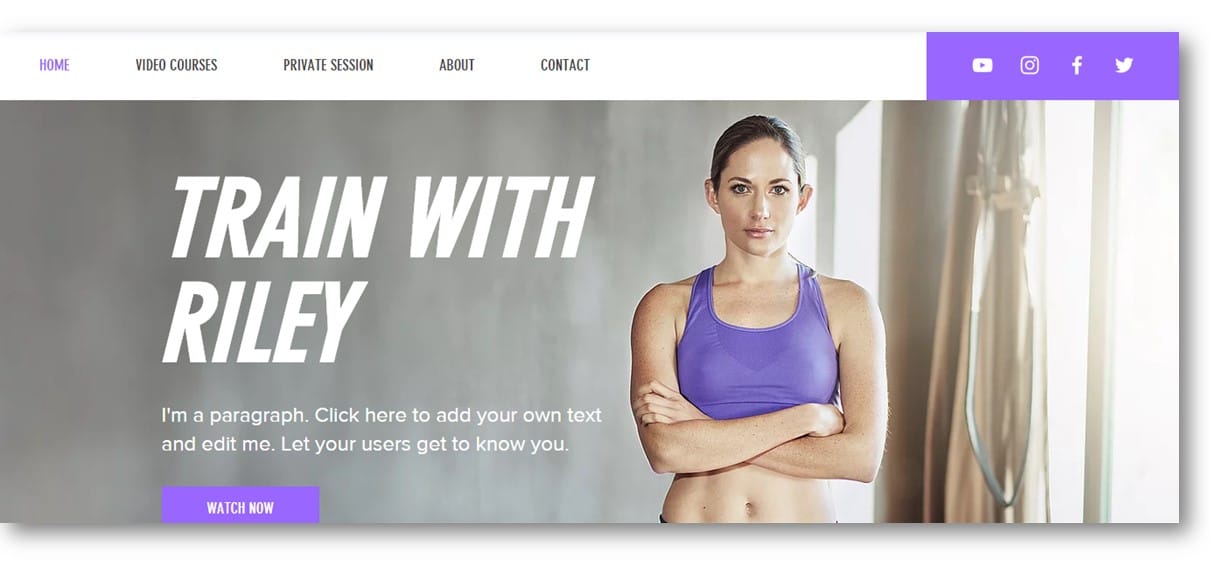 HOME
VIDEO COURSES
PRIVATE SESSION
ABOUT
CONTACT
TRAIN WITH
RILEY
I'm a paragraph. Click here to add your own text
and edit me. Let your users get to know you.
WATCH NOW